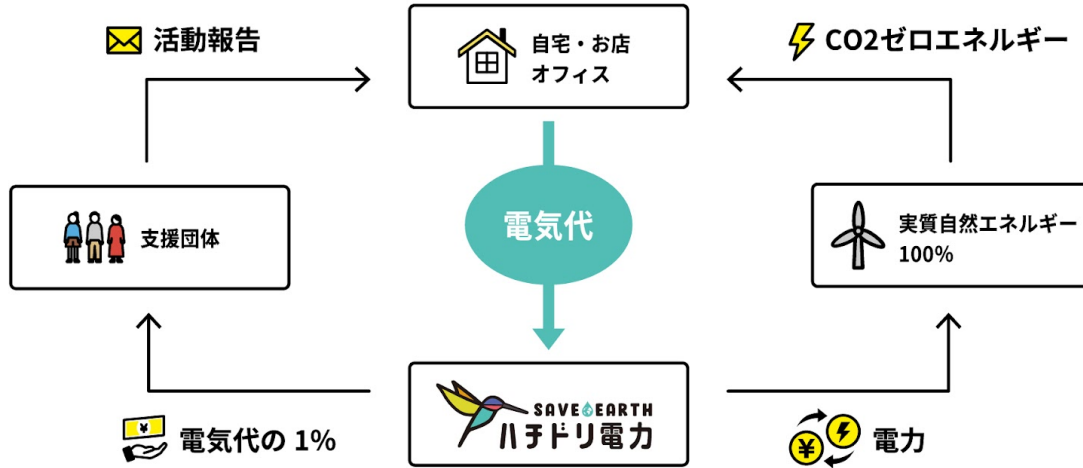 活動報告
自宅・お店
オフィス
CO2ゼロエネルギー
支援団体
電気代
実質自然エネルギー
100%
電気代の 1%
SAVE EARTH
ハチドリ電力
電力